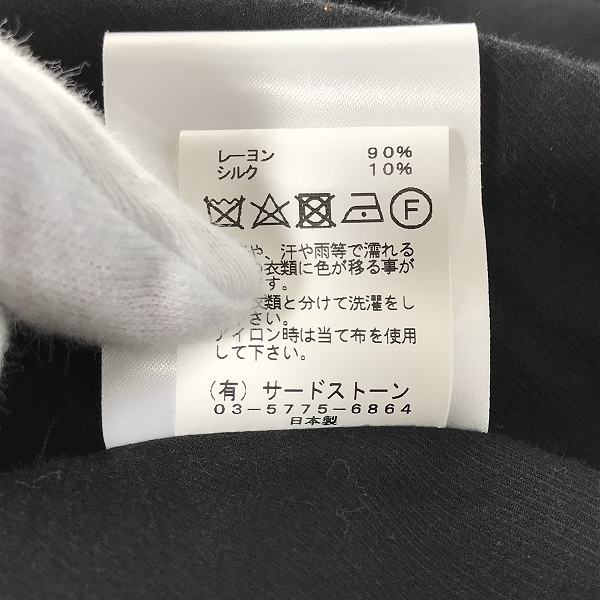 レーヨン 90%
シルク 10%
F
や、汗や雨等で濡れる
の衣類に色が移る事が
す。
衣類と分けて洗濯をし
さい。
アイロン時は当て布を使用
して下さい。
(有)サードストーン
03-5775-6864
日本製